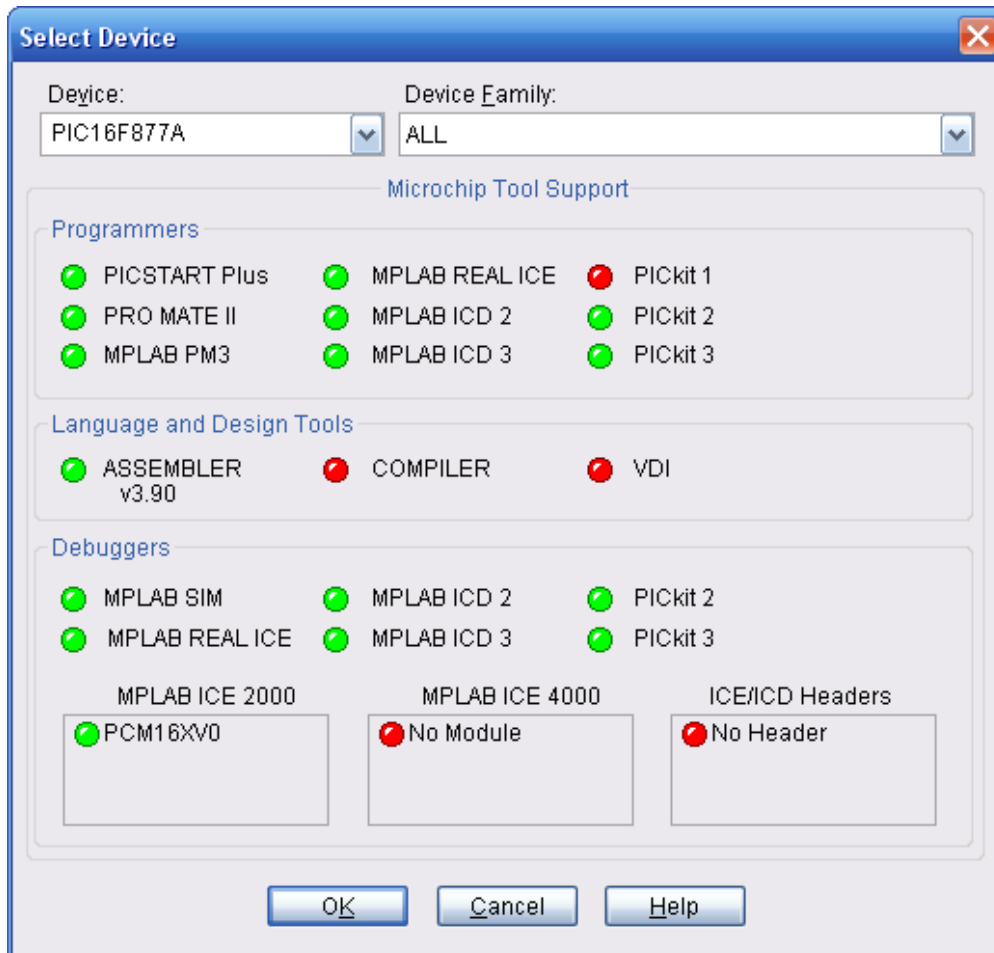 Select Device
Device: Device Family:
PIC16F877A ALL
Microchip Tool Support
Programmers
PICSTART Plus MPLAB REAL ICE PICkit 1
PRO MATE II MPLAB ICD 2 PICkit 2
MPLAB PM3 MPLAB ICD 3 PICkit 3
Language and Design Tools
ASSEMBLER COMPILER VDI
v3.90
Debuggers
MPLAB SIM MPLAB ICD 2 PICkit 2
MPLAB REAL ICE MPLAB ICD 3 PICkit 3
MPLAB ICE 2000 MPLAB ICE 4000 ICE/ICD Headers
PCM16XV0 No Module No Header
OK Cancel Help